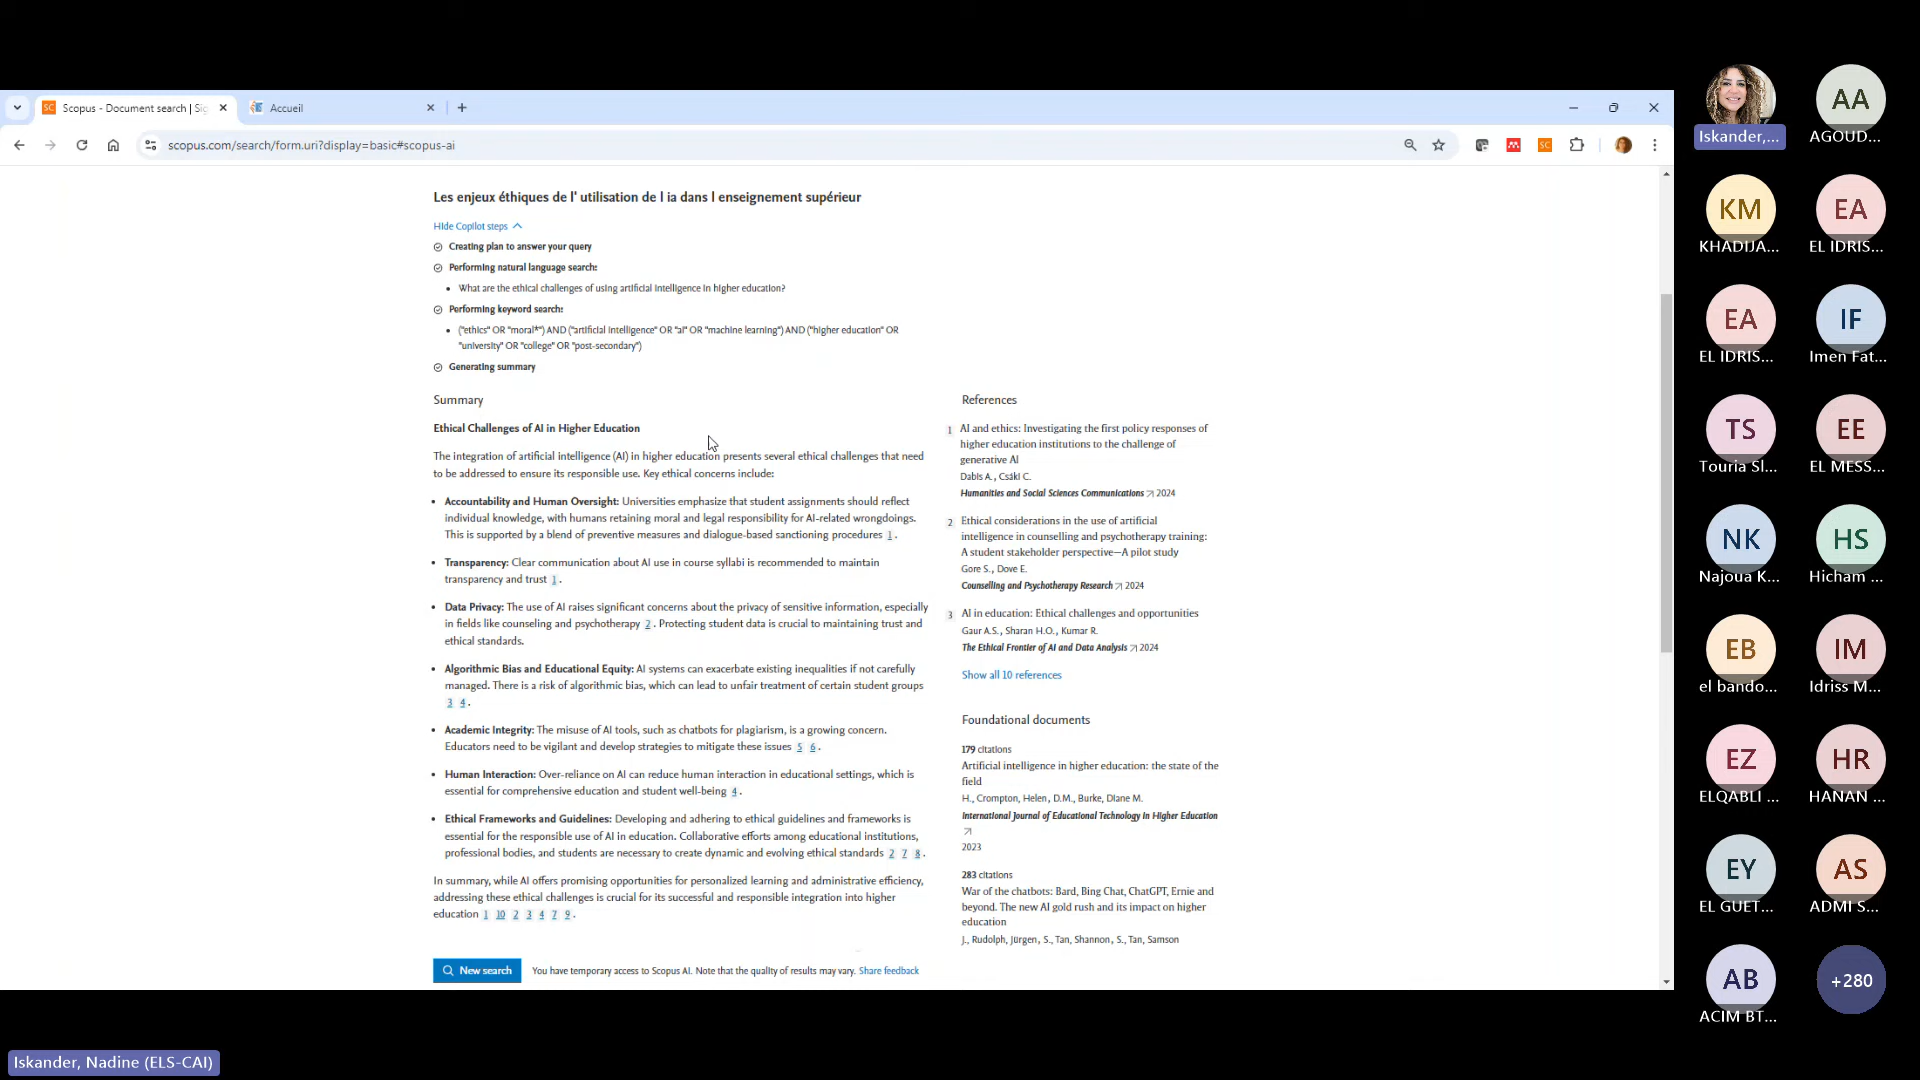 Scopus - Document search | Sig
Accueil
scopus.com/search/form.uri?display=basic#scopus-ai
Les enjeux éthiques de l' utilisation de l ia dans l enseignement supérieur
Hide Copilot steps
Creating plan to answer your query
Performing natural language search:
What are the ethical challenges of using artificial intelligence in higher education?
Performing keyword search:
("ethics" OR "moral*") AND ("artificial intelligence" OR "ai" OR "machine learning") AND ("higher education" OR
"university" OR "college" OR "post-secondary")
Generating summary
Summary
Ethical Challenges of AI in Higher Education
The integration of artificial intelligence (AI) in higher education presents several ethical challenges that need
to be addressed to ensure its responsible use. Key ethical concerns include:
• Accountability and Human Oversight: Universities emphasize that student assignments should reflect
individual knowledge, with humans retaining moral and legal responsibility for AI-related wrongdoings.
This is supported by a blend of preventive measures and dialogue-based sanctioning procedures 1 .
• Transparency: Clear communication about AI use in course syllabi is recommended to maintain
transparency and trust 1 .
• Data Privacy: The use of AI raises significant concerns about the privacy of sensitive information, especially
in fields like counseling and psychotherapy 2 . Protecting student data is crucial to maintaining trust and
ethical standards.
• Algorithmic Bias and Educational Equity: AI systems can exacerbate existing inequalities if not carefully
managed. There is a risk of algorithmic bias, which can lead to unfair treatment of certain student groups
3 4 .
• Academic Integrity: The misuse of AI tools, such as chatbots for plagiarism, is a growing concern.
Educators need to be vigilant and develop strategies to mitigate these issues 5 6 .
• Human Interaction: Over-reliance on AI can reduce human interaction in educational settings, which is
essential for comprehensive education and student well-being 4 .
• Ethical Frameworks and Guidelines: Developing and adhering to ethical guidelines and frameworks is
essential for the responsible use of AI in education. Collaborative efforts among educational institutions,
professional bodies, and students are necessary to create dynamic and evolving ethical standards 2 7 8 .
In summary, while AI offers promising opportunities for personalized learning and administrative efficiency,
addressing these ethical challenges is crucial for its successful and responsible integration into higher
education 1 10 2 3 4 7 9 .
New search
You have temporary access to Scopus AI. Note that the quality of results may vary. Share feedback
References
1 AI and ethics: Investigating the first policy responses of
higher education institutions to the challenge of
generative AI
Dabis A., Csáki C.
Humanities and Social Sciences Communications 2024
2 Ethical considerations in the use of artificial
intelligence in counselling and psychotherapy training:
A student stakeholder perspective—A pilot study
Gore S., Dove E.
Counselling and Psychotherapy Research 2024
3 AI in education: Ethical challenges and opportunities
Gaur A.S., Sharan H.O., Kumar R.
The Ethical Frontier of AI and Data Analysis 2024
Show all 10 references
Foundational documents
179 citations
Artificial intelligence in higher education: the state of the
field
H., Crompton, Helen, D.M., Burke, Diane M.
International Journal of Educational Technology in Higher Education
2023
283 citations
War of the chatbots: Bard, Bing Chat, ChatGPT, Ernie and
beyond. The new AI gold rush and its impact on higher
education
J., Rudolph, Jürgen, S., Tan, Shannon, S., Tan, Samson
Iskander,...
AA
AGOUD...
KM
KHADIJA...
EA
EL IDRIS...
EA
EL IDRIS...
IF
Imen Fat...
TS
Touria Sl...
EE
EL MESS...
NK
Najoua K...
HS
Hicham ...
EB
el bando...
IM
Idriss M...
EZ
ELQABLI ...
HR
HANAN ...
EY
EL GUET...
AS
ADMI S...
AB
ACIM BT...
+280
Iskander, Nadine (ELS-CAI)